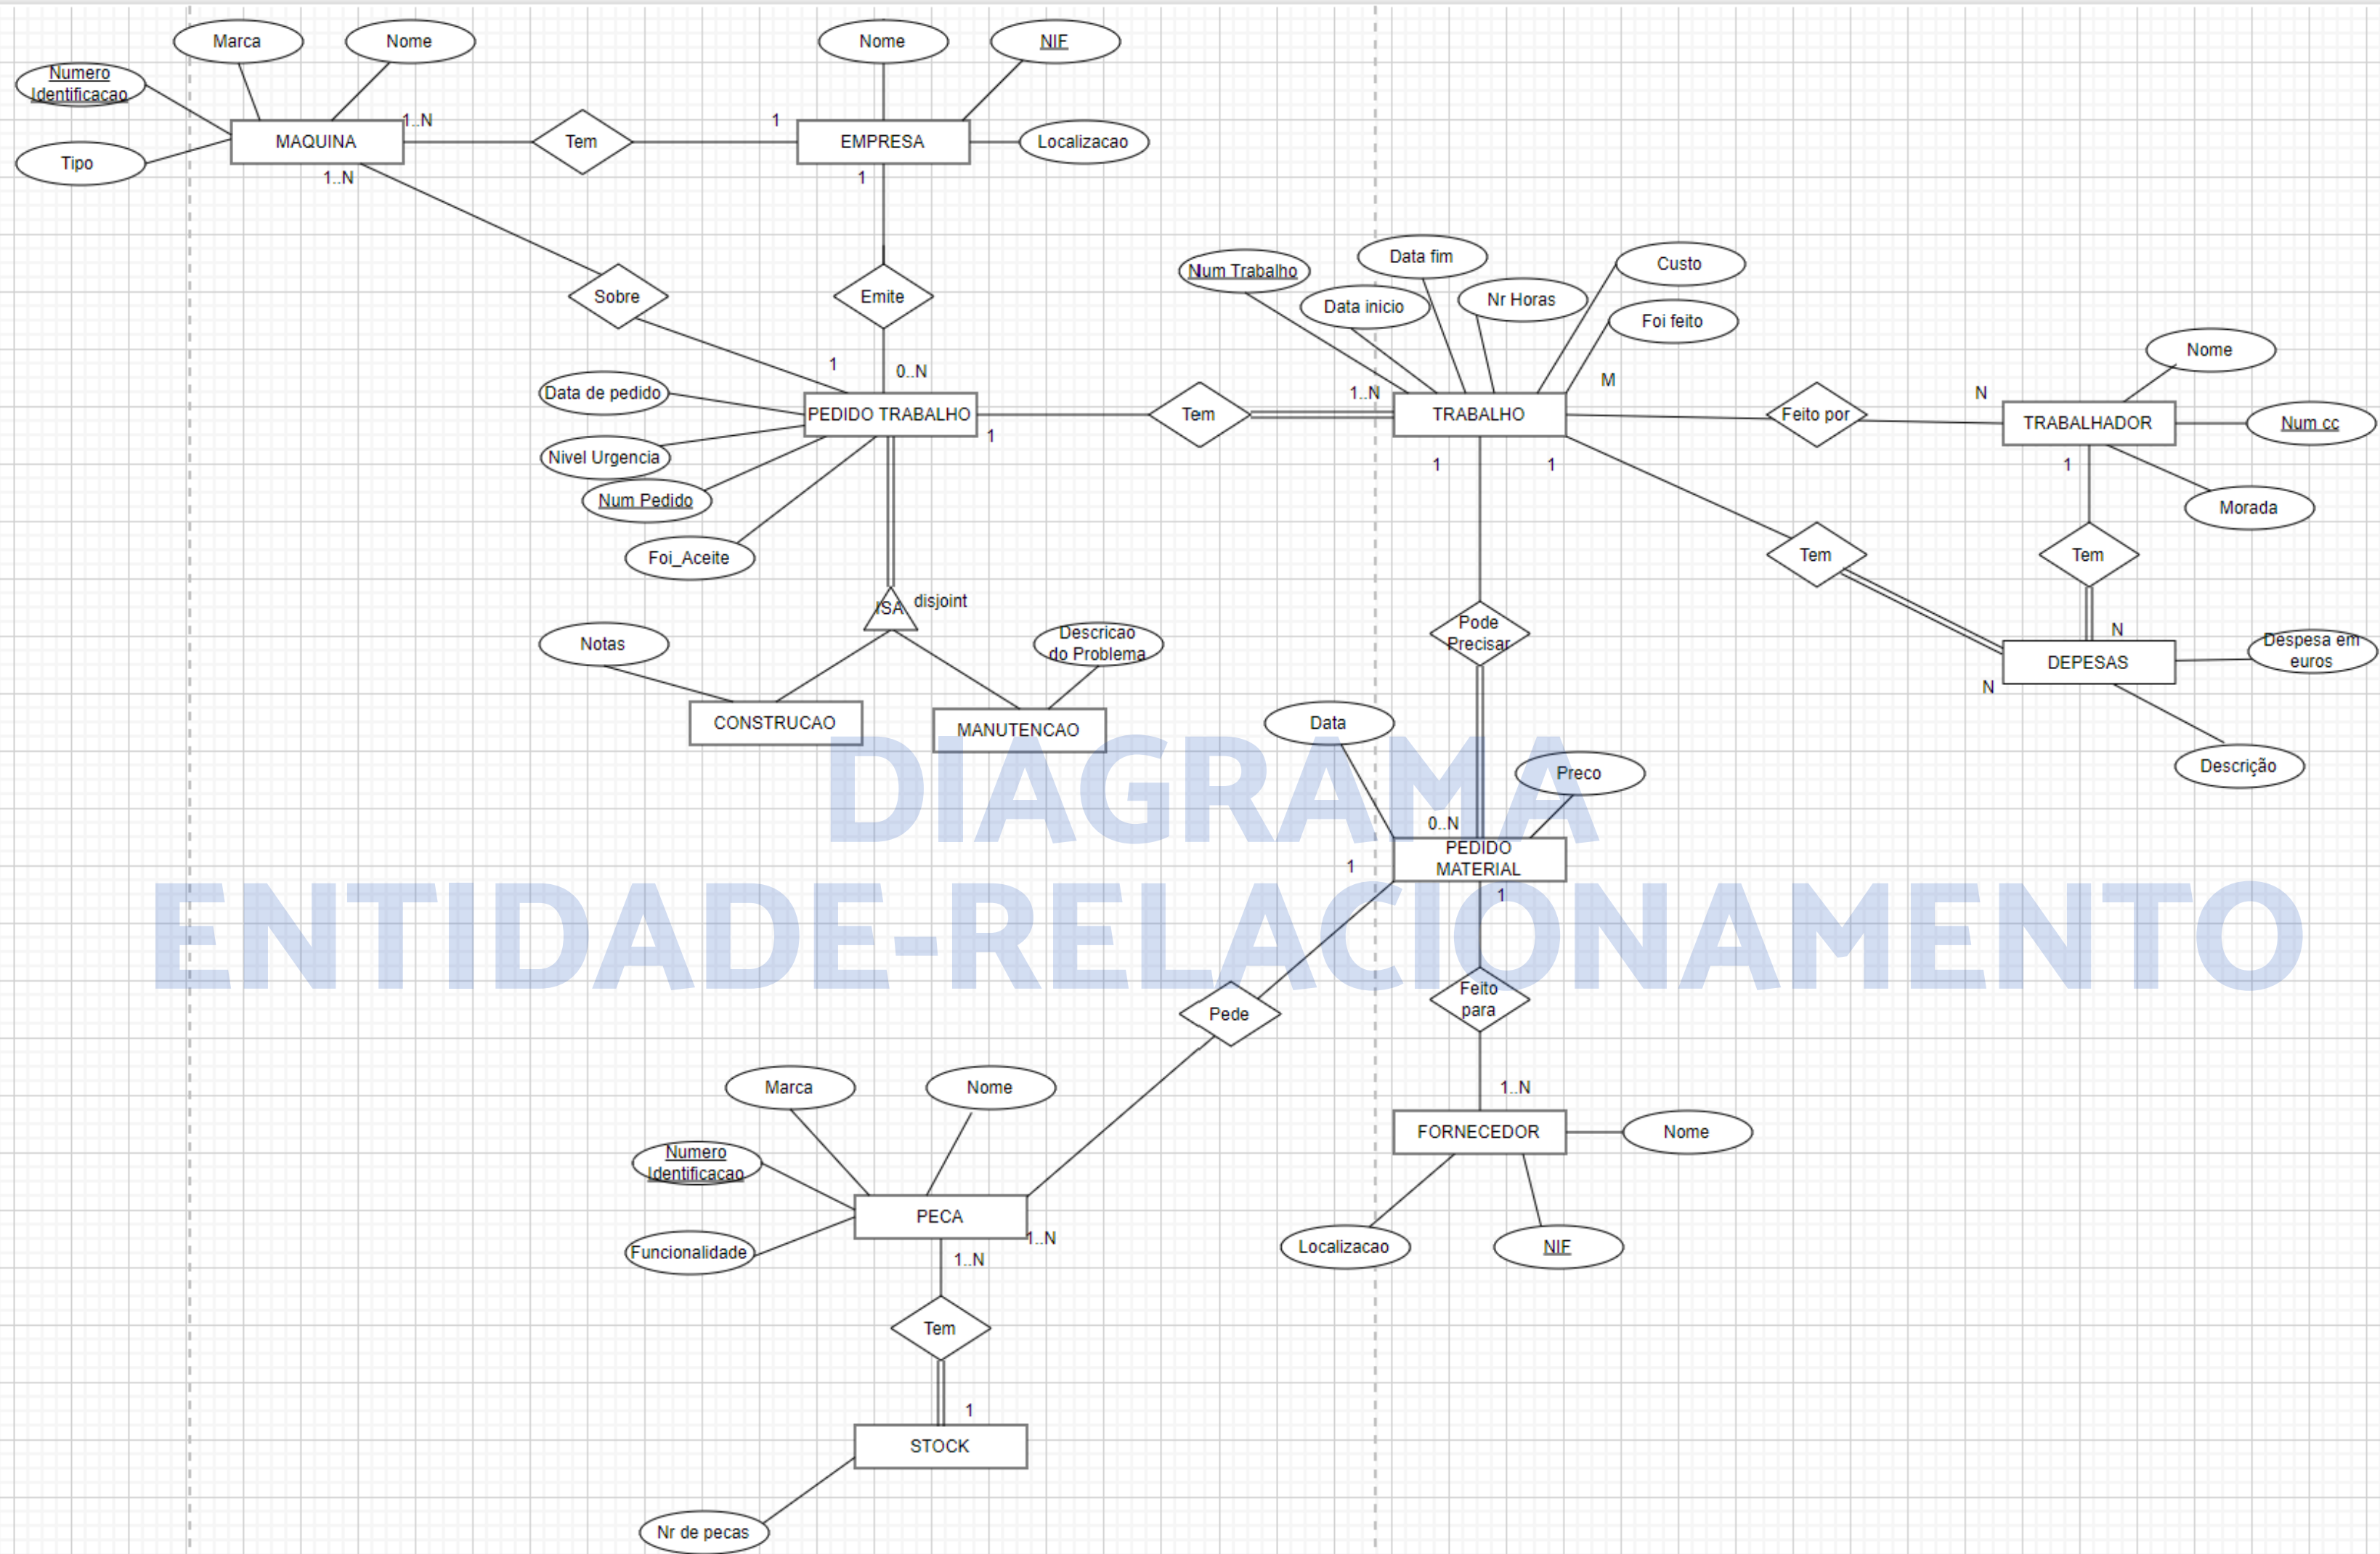 Marca
Nome
Nome
NIF
Numero
Identificacao
1..N
1
MAQUINA
Tem
EMPRESA
Localizacao
Tipo
1..N
1
Num Trabalho
Data fim
Custo
Sobre
Emite
Data inicio
Nr Horas
Foi feito
Nome
1
0..N
Data de pedido
1..N
M
N
PEDIDO TRABALHO
Tem
TRABALHO
Feito por
TRABALHADOR
Num cc
1
Nivel Urgencia
1
1
1
Num Pedido
Morada
Foi_Aceite
Tem
Tem
ISA
disjoint
Pode
Precisar
Notas
Descricao
do Problema
N
Despesa em
euros
DEPESAS
N
CONSTRUCAO
MANUTENCAO
Data
Preco
Descrição
DIAGRAMA
0..N
PEDIDO
MATERIAL
1
1
ENTIDADE-RELACIONAMENTO
Pede
Feito
para
Marca
Nome
1..N
Numero
Identificacao
FORNECEDOR
Nome
PECA
1..N
Funcionalidade
1..N
Localizacao
NIF
Tem
1
STOCK
Nr de pecas